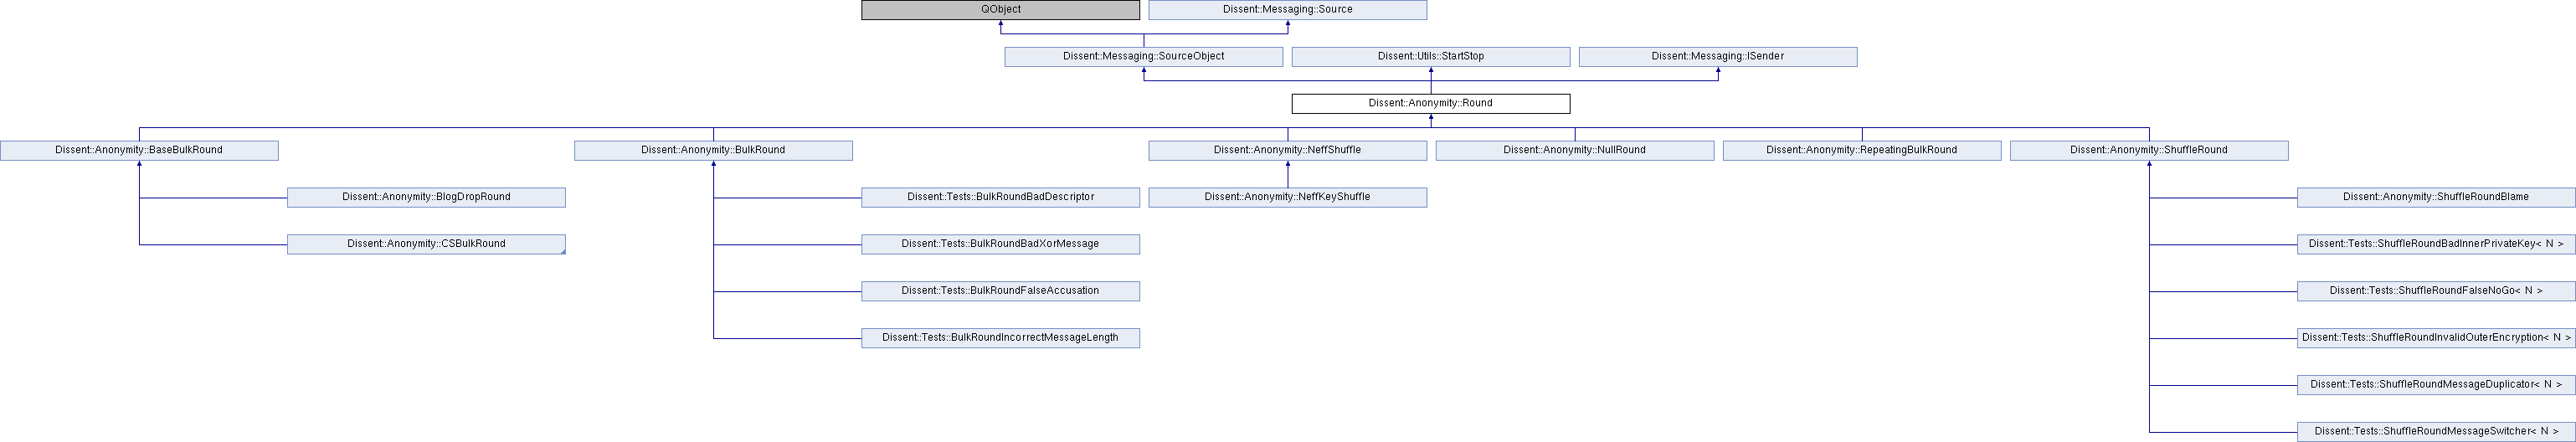 QObject
Dissent::Messaging::Source
Dissent::Messaging::SourceObject
Dissent::Utils::StartStop
Dissent::Messaging::ISender
Dissent::Anonymity::Round
Dissent::Anonymity::BaseBulkRound
Dissent::Anonymity::BulkRound
Dissent::Anonymity::NeffShuffle
Dissent::Anonymity::NullRound
Dissent::Anonymity::RepeatingBulkRound
Dissent::Anonymity::ShuffleRound
Dissent::Anonymity::BlogDropRound
Dissent::Tests::BulkRoundBadDescriptor
Dissent::Anonymity::NeffKeyShuffle
Dissent::Anonymity::ShuffleRoundBlame
Dissent::Anonymity::CSBulkRound
Dissent::Tests::BulkRoundBadXorMessage
Dissent::Tests::ShuffleRoundBadInnerPrivateKey< N >
Dissent::Tests::BulkRoundFalseAccusation
Dissent::Tests::ShuffleRoundFalseNoGo< N >
Dissent::Tests::BulkRoundIncorrectMessageLength
Dissent::Tests::ShuffleRoundInvalidOuterEncryption< N >
Dissent::Tests::ShuffleRoundMessageDuplicator< N >
Dissent::Tests::ShuffleRoundMessageSwitcher< N >